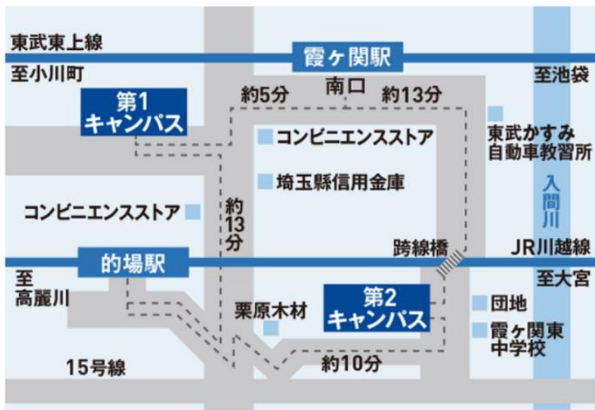 東武東上線
霞ヶ関駅
至小川町
南口
至池袋
第1
キャンパス
約5分
約13分
コンビニエンスストア
東武かすみ
自動車教習所
埼玉縣信用金庫
入間川
コンビニエンスストア
約13分
跨線橋
JR川越線
的場駅
至
高麗川
至大宮
第2
キャンパス
団地
栗原木材
霞ヶ関東
中学校
約10分
15号線